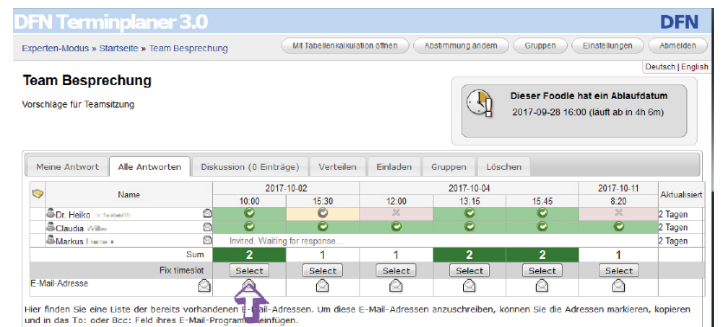 DFN Terminplaner 3.0
DFN
Experten-Modus » Startseite » Team Besprechung
Mit Tabellenkalkulation öffnen
Abstimmung ändern
Gruppen
Einstellungen
Abmelden
Deutsch | English
Team Besprechung
Vorschläge für Teamsitzung
Dieser Foodle hat ein Ablaufdatum
2017-09-28 16:00 (läuft ab in 4h 6m)
Meine Antwort
Alle Antworten
Diskussion (0 Einträge)
Verteilen
Einladen
Gruppen
Löschen
Name 2017-10-02 2017-10-04 2017-10-11 Aktualisiert
10:00 15:30 12:00 13:15 15:45 8:20
Dr. Heiko 2 Tagen
Claudia 2 Tagen
Markus Invited. Waiting for response... 2 Tagen
Sum 2 1 1 2 2 1
Fix timeslot Select Select Select Select Select Select
E-Mail-Adresse
Hier finden Sie eine Liste der bereits vorhandenen E-Mail-Adressen. Um diese E-Mail-Adressen anzuschreiben, können Sie die Adressen markieren, kopieren
und in das To: oder Bcc: Feld ihres E-Mail-Programms einfügen.